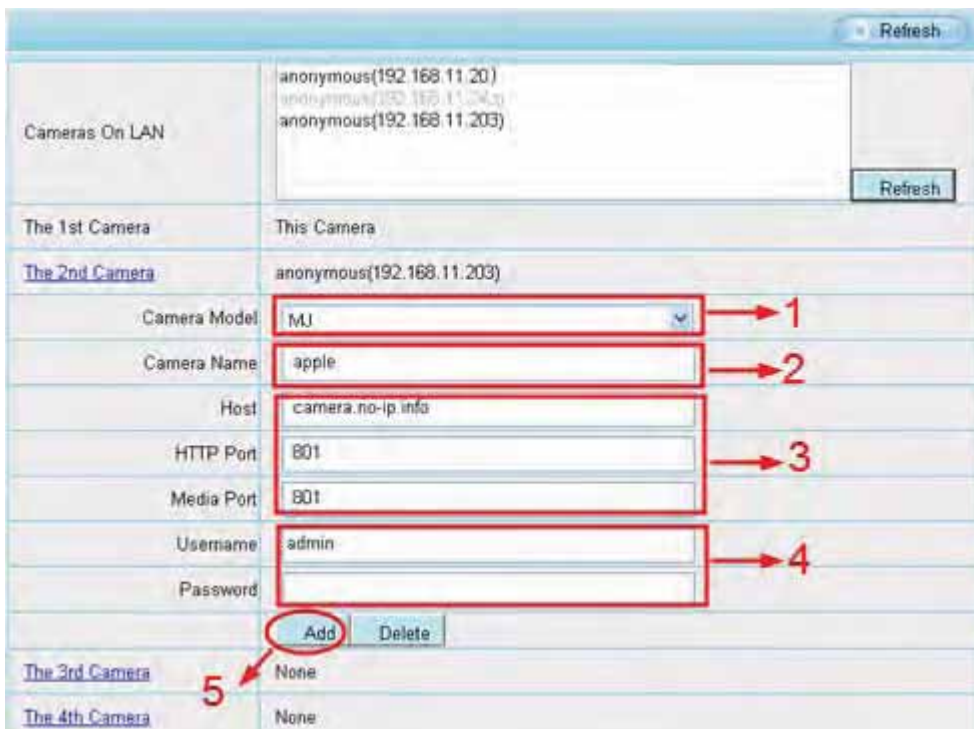 Refresh
anonymous(192.168.11.20)
Cameras On LAN
anonymous(192.168.11.203)
Refresh
The 1st Camera This Camera
The 2nd Camera anonymous(192.168.11.203)
Camera Model MJ 1
Camera Name apple 2
Host camera.no-ip.info
HTTP Port 801 3
Media Port 801
Username admin
4
Password
Add Delete
The 3rd Camera None
5
The 4th Camera None